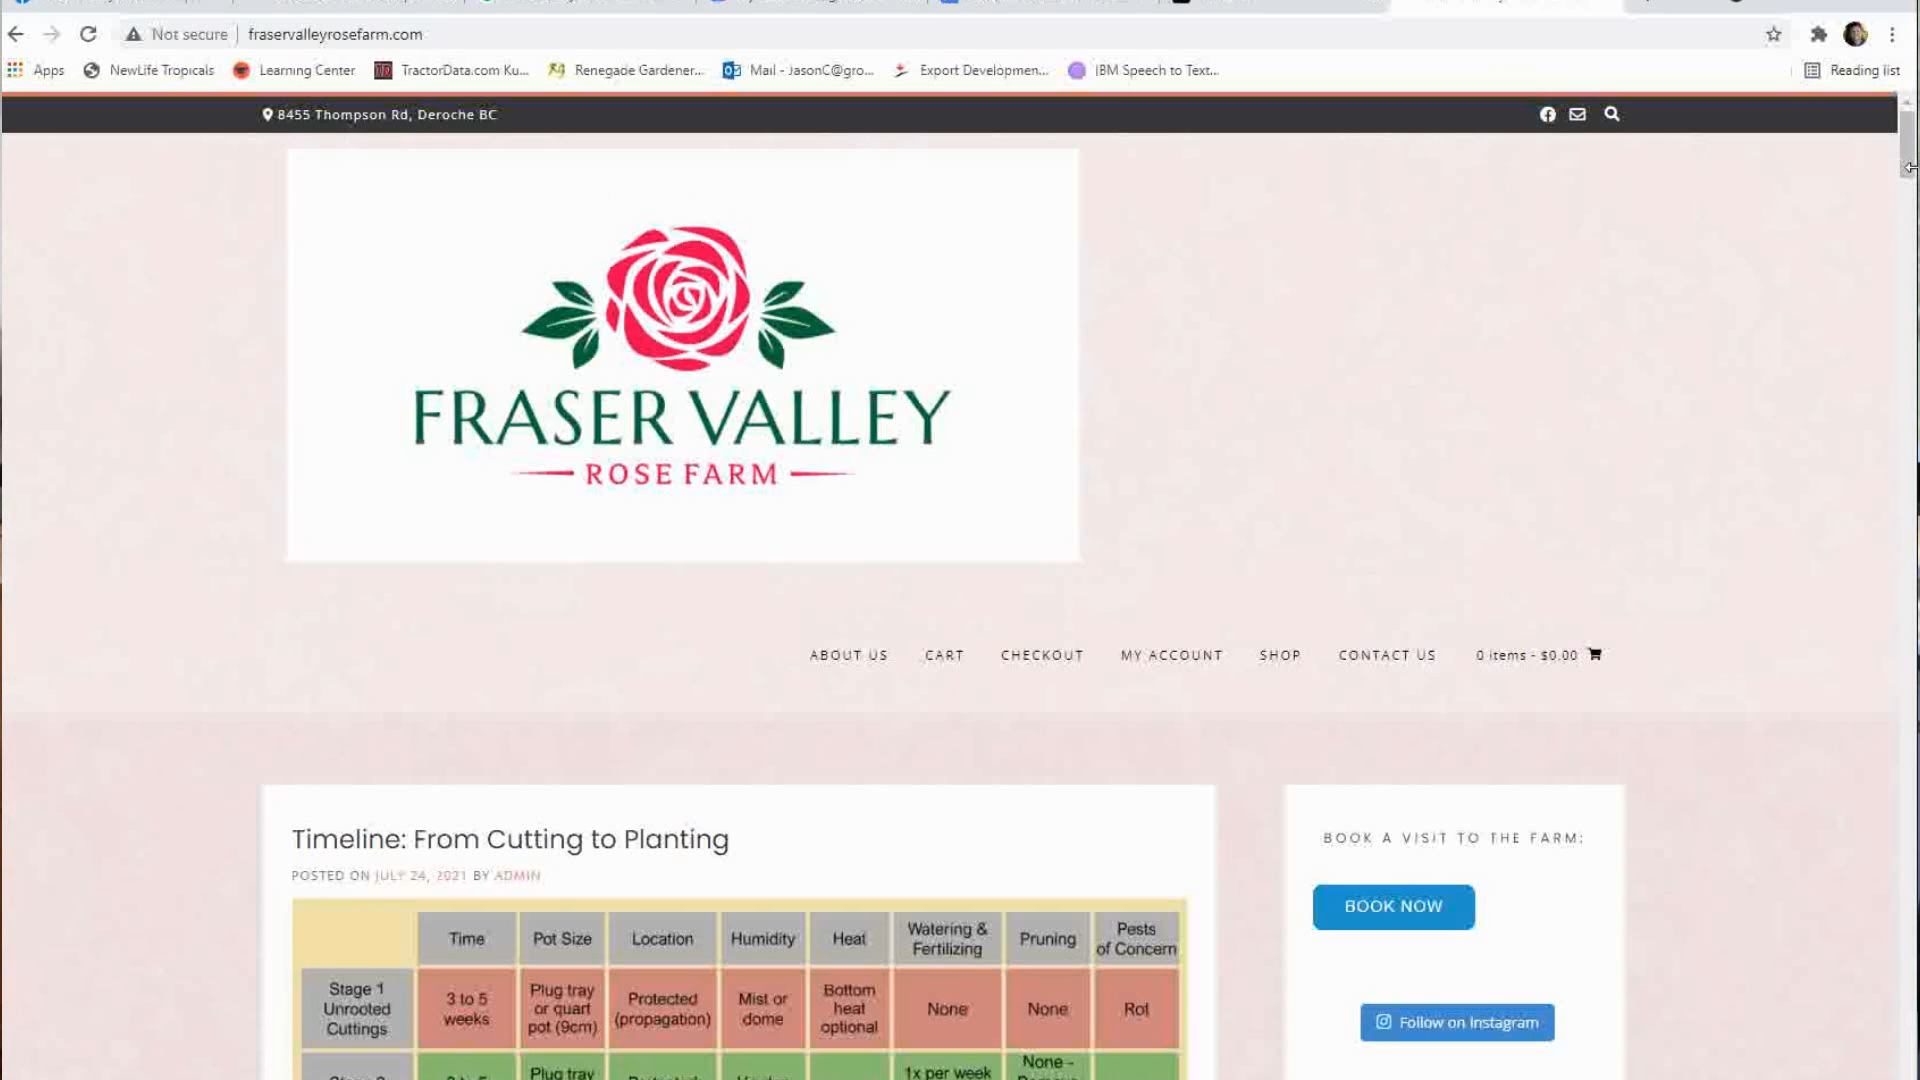 Not secure | fraservalleyrosefarm.com
Apps NewLife Tropicals Learning Center TractorData.com Ku... Renegade Gardener... Mail - JasonC@gro... Export Developmen... IBM Speech to Text... Reading list
8455 Thompson Rd, Deroche BC
FRASER VALLEY
ROSE FARM
ABOUT US CART CHECKOUT MY ACCOUNT SHOP CONTACT US 0 items - $0.00
Timeline: From Cutting to Planting
POSTED ON JULY 24, 2021 BY ADMIN
BOOK A VISIT TO THE FARM:
BOOK NOW
Follow on Instagram
Time Pot Size Location Humidity Heat Watering & Fertilizing Pruning Pests of Concern
Stage 1 Unrooted Cuttings 3 to 5 weeks Plug tray or quart pot (9cm) Protected (propagation) Mist or dome Bottom heat optional None None Rot
Plug tray 1x per week None -